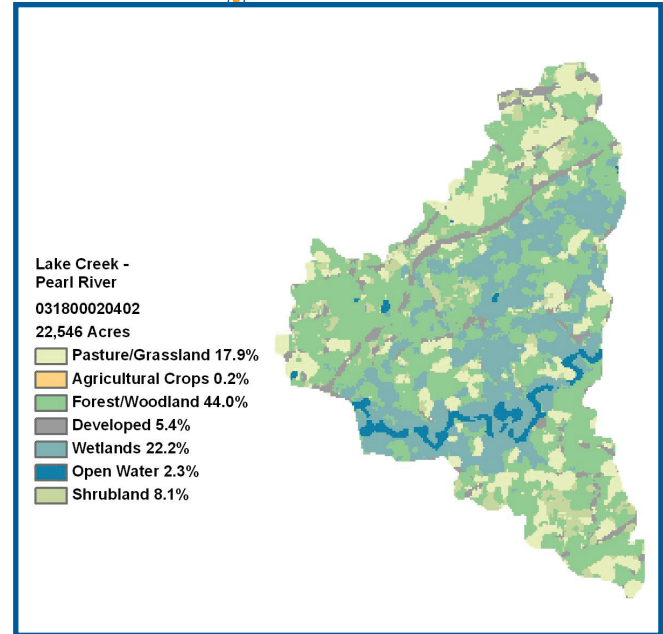 Lake Creek -
Pearl River
031800020402
22,546 Acres
Pasture/Grassland 17.9%
Agricultural Crops 0.2%
Forest/Woodland 44.0%
Developed 5.4%
Wetlands 22.2%
Open Water 2.3%
Shrubland 8.1%